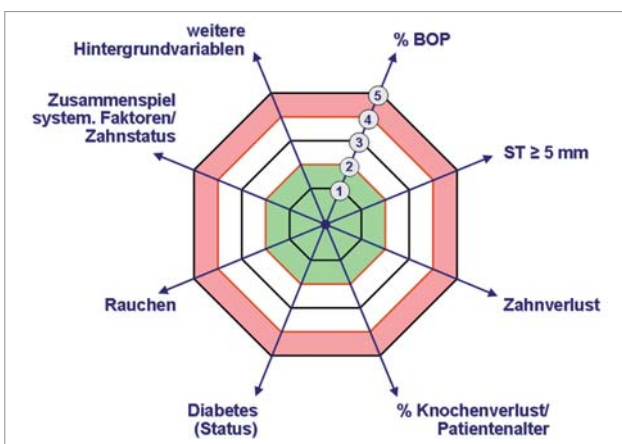 weitere
Hintergrundvariablen
% BOP
Zusammenspiel
system. Faktoren/
Zahnstatus
5
4
3
2
1
ST ≥ 5 mm
Rauchen
Zahnverlust
Diabetes
(Status)
% Knochenverlust/
Patientenalter